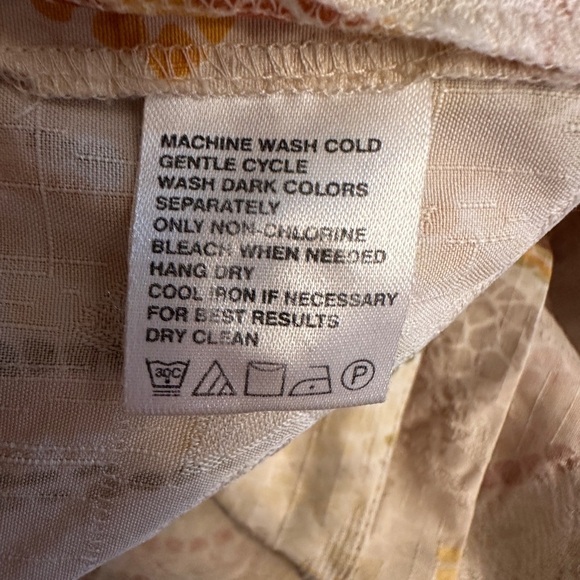 MACHINE WASH COLD
GENTLE CYCLE
WASH DARK COLORS
SEPARATELY
ONLY NON-CHLORINE
BLEACH WHEN NEEDED
HANG DRY
COOL IRON IF NECESSARY
FOR BEST RESULTS
DRY CLEAN
30C P